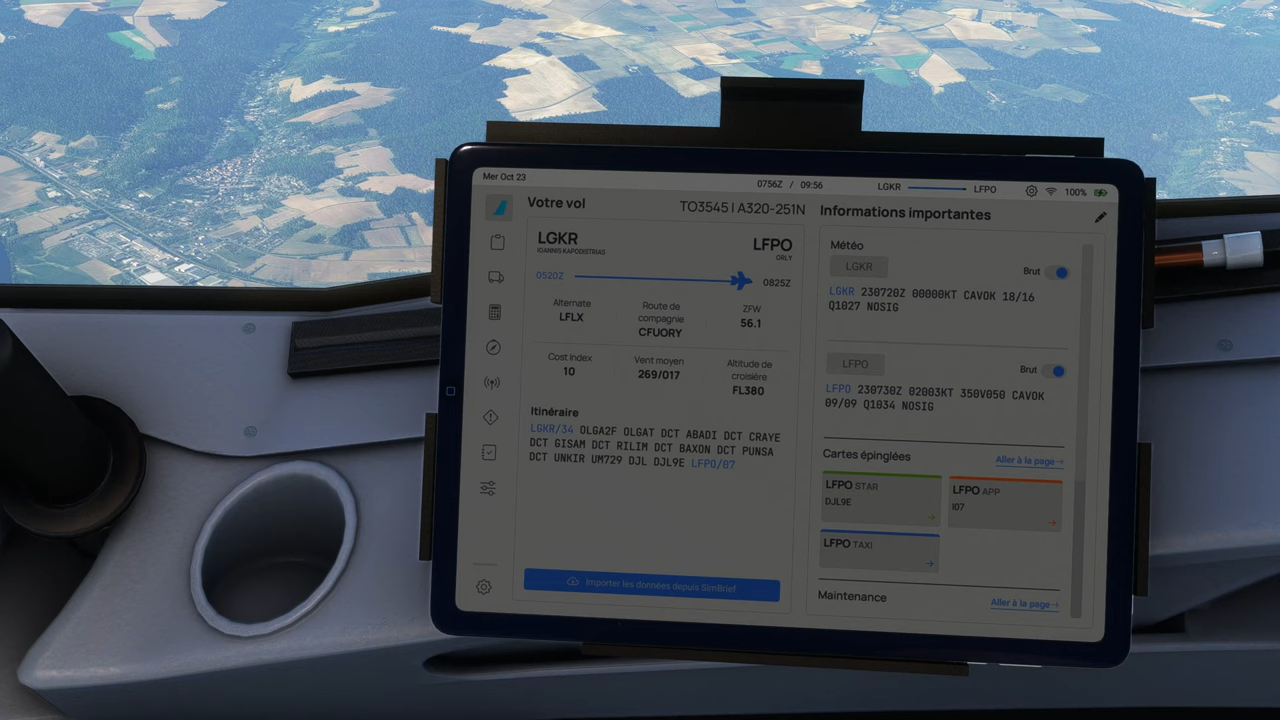 Mer Oct 23
0756Z / 09:56
LGKR LFPO
100%
Votre vol
TO3545 | A320-251N
LGKR
IOANNIS KAPODISTRIAS
LFPO
ORLY
0520Z
0825Z
Alternate
LFLX
Route de
compagnie
CFUORY
ZFW
56.1
Cost Index
10
Vent moyen
269/017
Altitude de
croisière
FL380
Itinéraire
LGKR/34 OLGA2F OLGAT DCT ABADI DCT CRAYE
DCT GISAM DCT RILIM DCT BAXON DCT PUNSA
DCT UNKIR UM729 DJL DJL9E LFPO/07
Importer les données depuis SimBrief
Informations importantes
Météo
LGKR
Brut
LGKR 230720Z 00000KT CAVOK 18/16
Q1027 NOSIG
LFPO
Brut
LFPO 230730Z 02003KT 350V050 CAVOK
09/09 Q1034 NOSIG
Cartes épinglées
Aller à la page→
LFPO STAR
DJL9E
→
LFPO APP
I07
→
LFPO TAXI
→
Maintenance
Aller à la page→